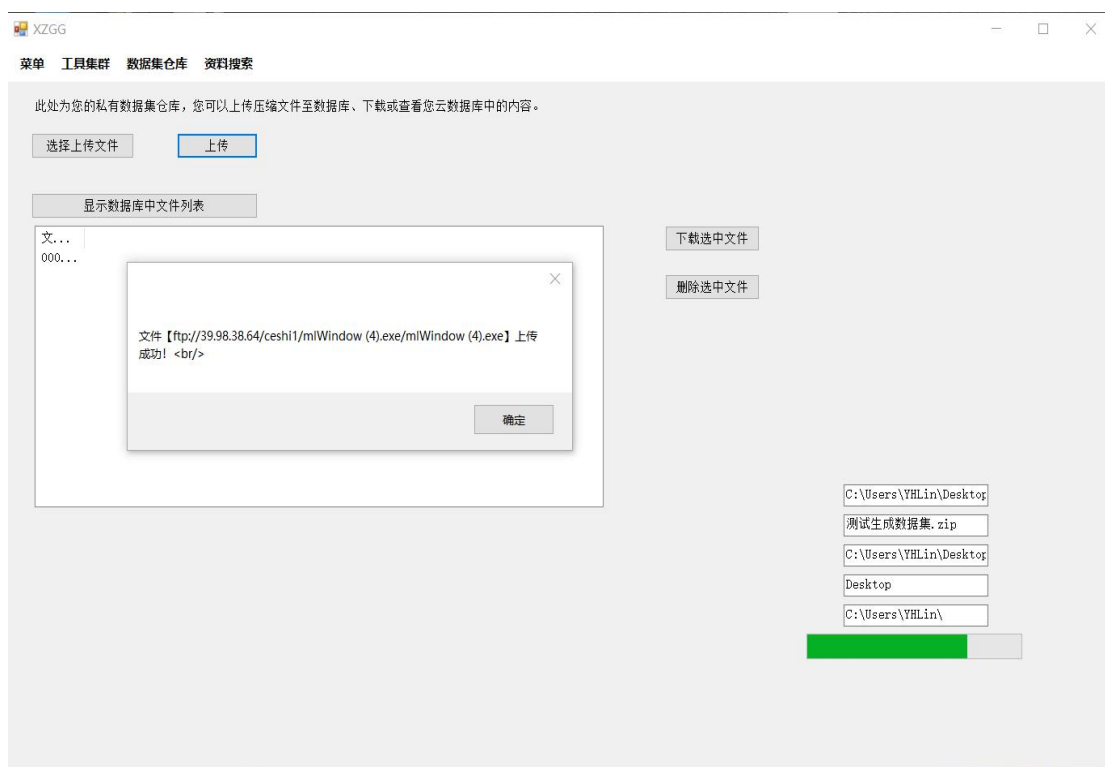 XZGG
菜单 工具集群 数据集仓库 资料搜索
此处为您的私有数据集仓库，您可以上传压缩文件至数据库、下载或查看您云数据库中的内容。
选择上传文件 上传
显示数据库中文件列表
文...
000...
下载选中文件
删除选中文件
文件【ftp://39.98.38.64/ceshi1/mlWindow (4).exe/mlWindow (4).exe】上传
成功！<br/>
确定
C:\Users\YHLin\Desktop
测试生成数据集.zip
C:\Users\YHLin\Desktop
Desktop
C:\Users\YHLin\